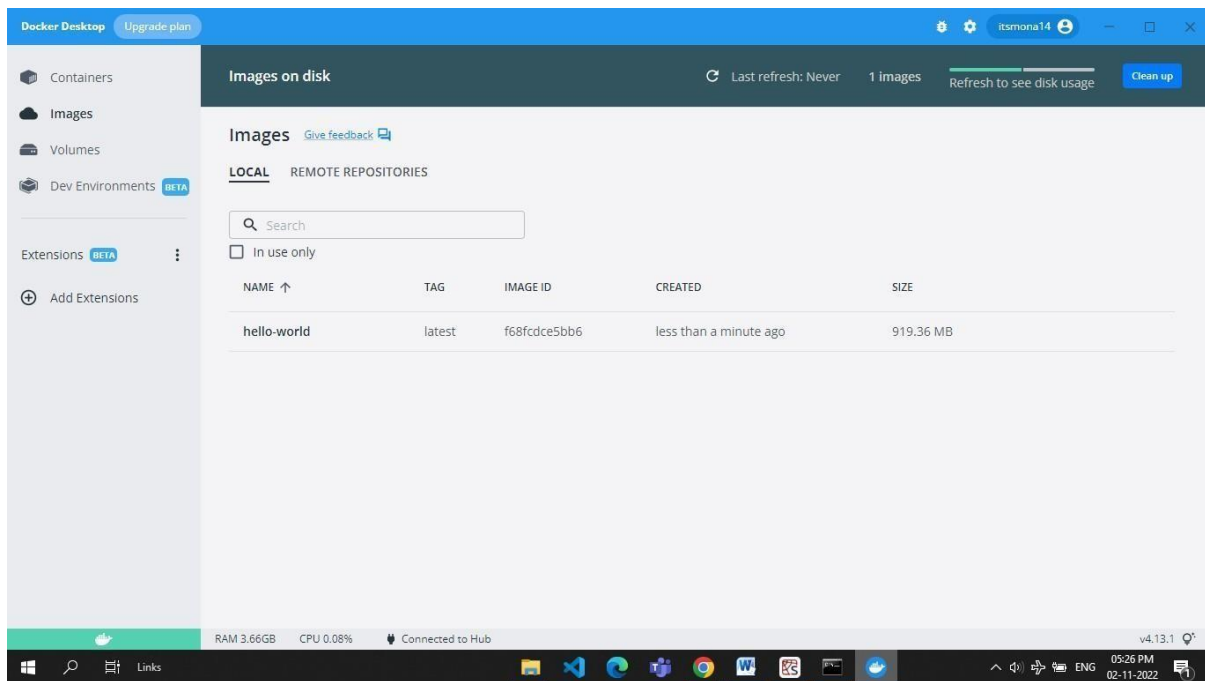 Docker Desktop Upgrade plan itsmona14
Containers
Images
Volumes
Dev Environments BETA
Extensions BETA
Add Extensions
Images on disk Last refresh: Never 1 images Refresh to see disk usage Clean up
Images Give feedback
LOCAL REMOTE REPOSITORIES
Search
In use only
NAME TAG IMAGE ID CREATED SIZE
hello-world latest f68fcdce5bb6 less than a minute ago 919.36 MB
RAM 3.66GB CPU 0.08% Connected to Hub v4.13.1
Links ENG 05:26 PM
02-11-2022